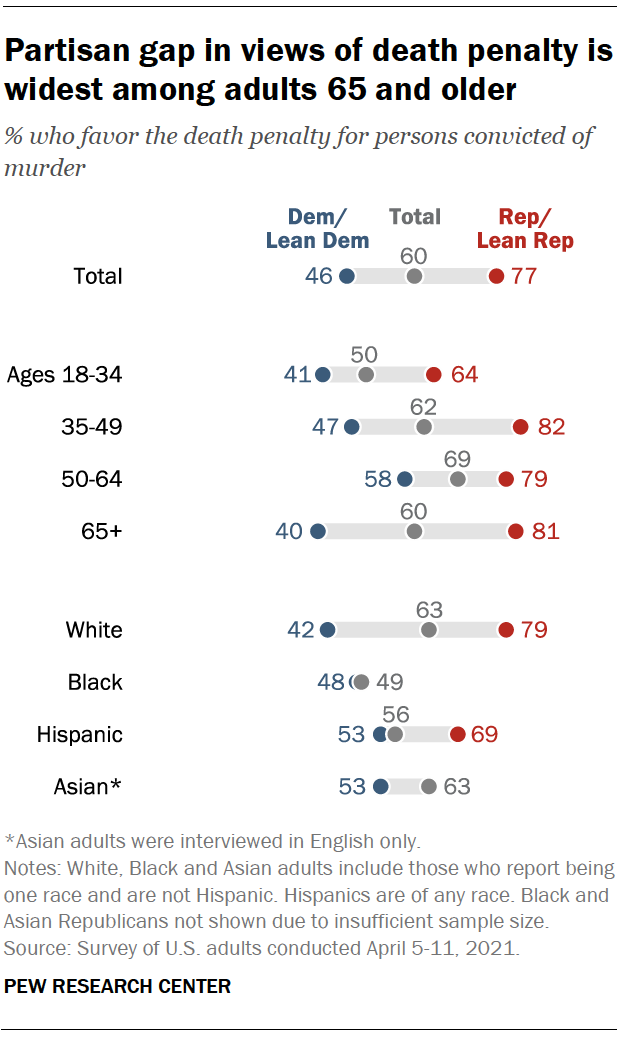 Partisan gap in views of death penalty is
widest among adults 65 and older
% who favor the death penalty for persons convicted of
murder
Dem/ Total Rep/
Lean Dem Lean Rep
60
Total 46 77
50
Ages 18-34 41 64
62
35-49 47 82
69
50-64 58 79
60
65+ 40 81
63
White 42 79
Black 48 49
56
Hispanic 53 69
Asian* 53 63
*Asian adults were interviewed in English only.
Notes: White, Black and Asian adults include those who report being
one race and are not Hispanic. Hispanics are of any race. Black and
Asian Republicans not shown due to insufficient sample size.
Source: Survey of U.S. adults conducted April 5-11, 2021.
PEW RESEARCH CENTER